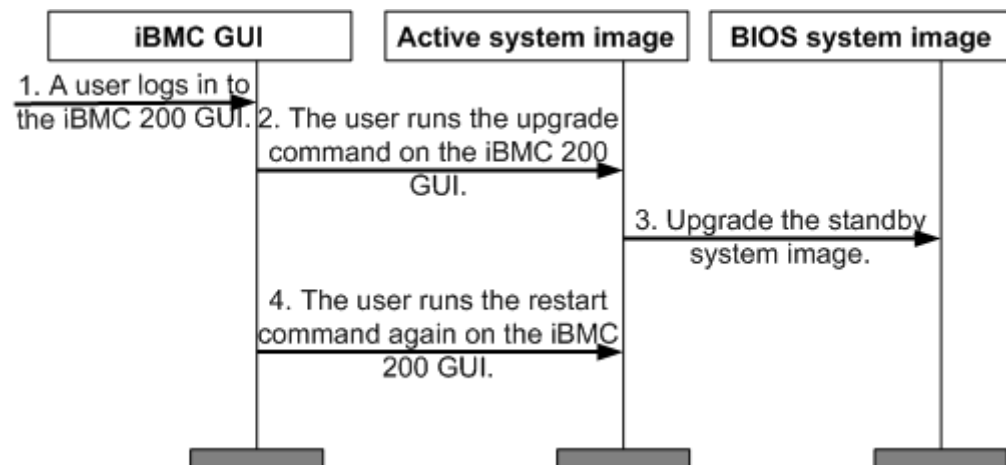 iBMC GUI
Active system image
BIOS system image
1. A user logs in to
the iBMC 200 GUI.
2. The user runs the upgrade
command on the iBMC 200
GUI.
3. Upgrade the standby
system image.
4. The user runs the restart
command again on the iBMC
200 GUI.